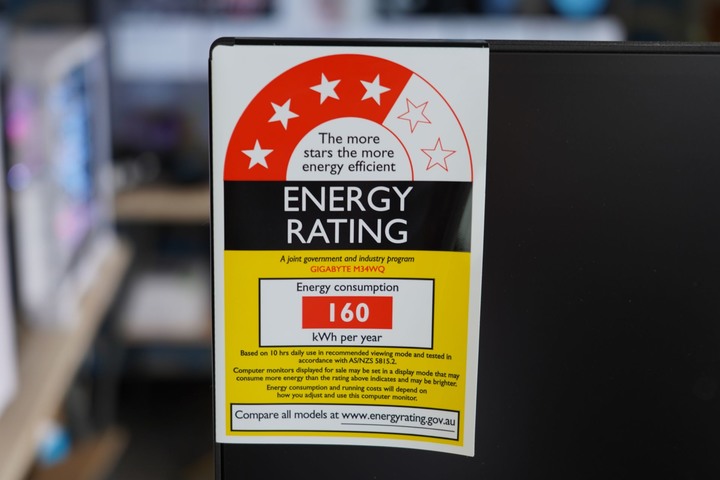 The more
stars the more
energy efficient
ENERGY
RATING
A joint government and industry program
GIGABYTE M34WQ
Energy consumption
160
kWh per year
Based on 10 hrs daily use in recommended viewing mode and tested in
accordance with AS/NZS 5815.2.
Computer monitors displayed for sale may be set in a display mode that may
consume more energy than the rating above indicates and may be brighter.
Energy consumption and running costs will depend on
how you adjust and use this computer monitor.
Compare all models at www.energyrating.gov.au